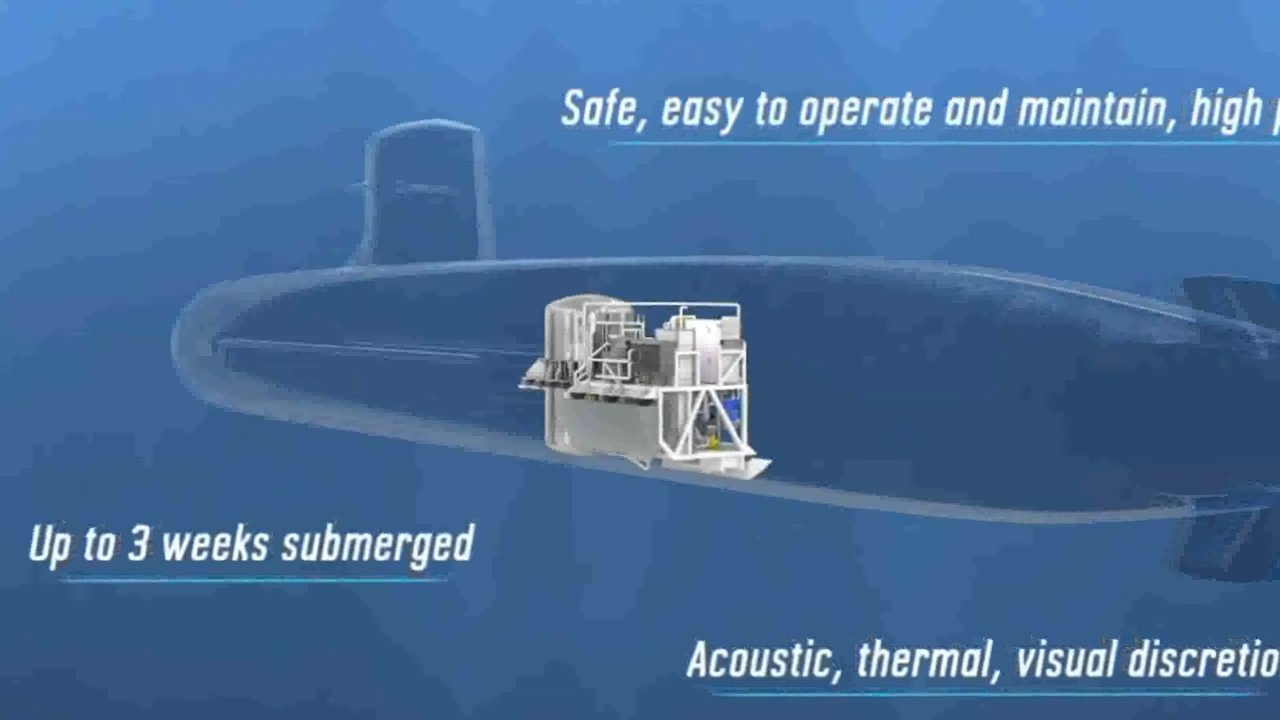 Safe, easy to operate and maintain, high
Up to 3 weeks submerged
Acoustic, thermal, visual discretio